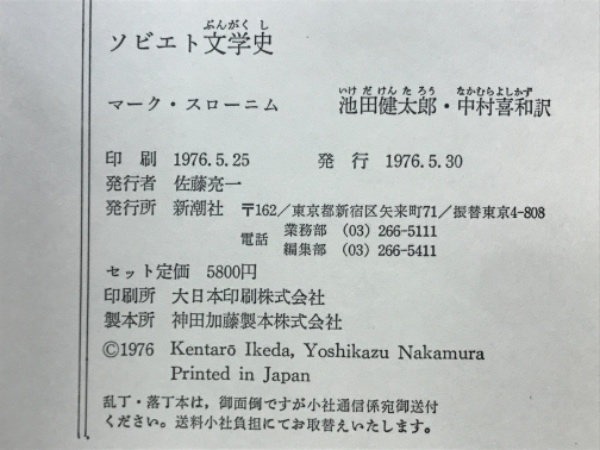 ぶんがくし
ソビエト文学史
いけだけんたろう　なかむらよしかず
マーク・スローニム　池田健太郎・中村喜和訳
印刷　1976.5.25　発行　1976.5.30
発行者　佐藤亮一
発行所　新潮社　〒162／東京都新宿区矢来町71／振替東京4-808
電話　業務部　(03) 266-5111
編集部　(03) 266-5411
セット定価　5800円
印刷所　大日本印刷株式会社
製本所　神田加藤製本株式会社
©1976　Kentarō Ikeda, Yoshikazu Nakamura
Printed in Japan
乱丁・落丁本は，御面例ですが小社通信係宛御送付
ください。送料小社負担にてお取替えいたします。